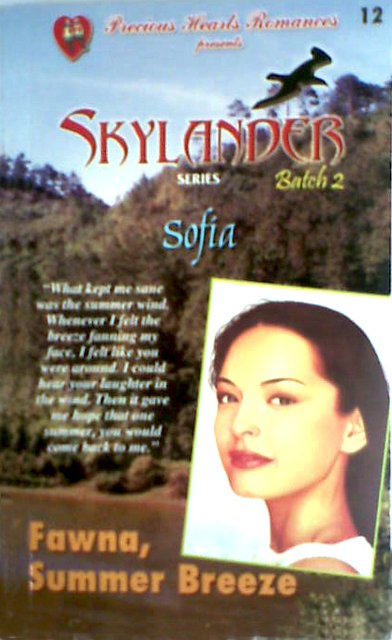 Precious Hearts Romances
presents
12
SKYLANDER
SERIES
Batch 2
Sofia
"What kept me sane
was the summer wind.
Whenever I felt the
breeze fanning my
face, I felt like you
were around. I could
hear your laughter in
the wind. Then it gave
me hope that one
summer, you would
come back to me."
Fawna,
Summer Breeze